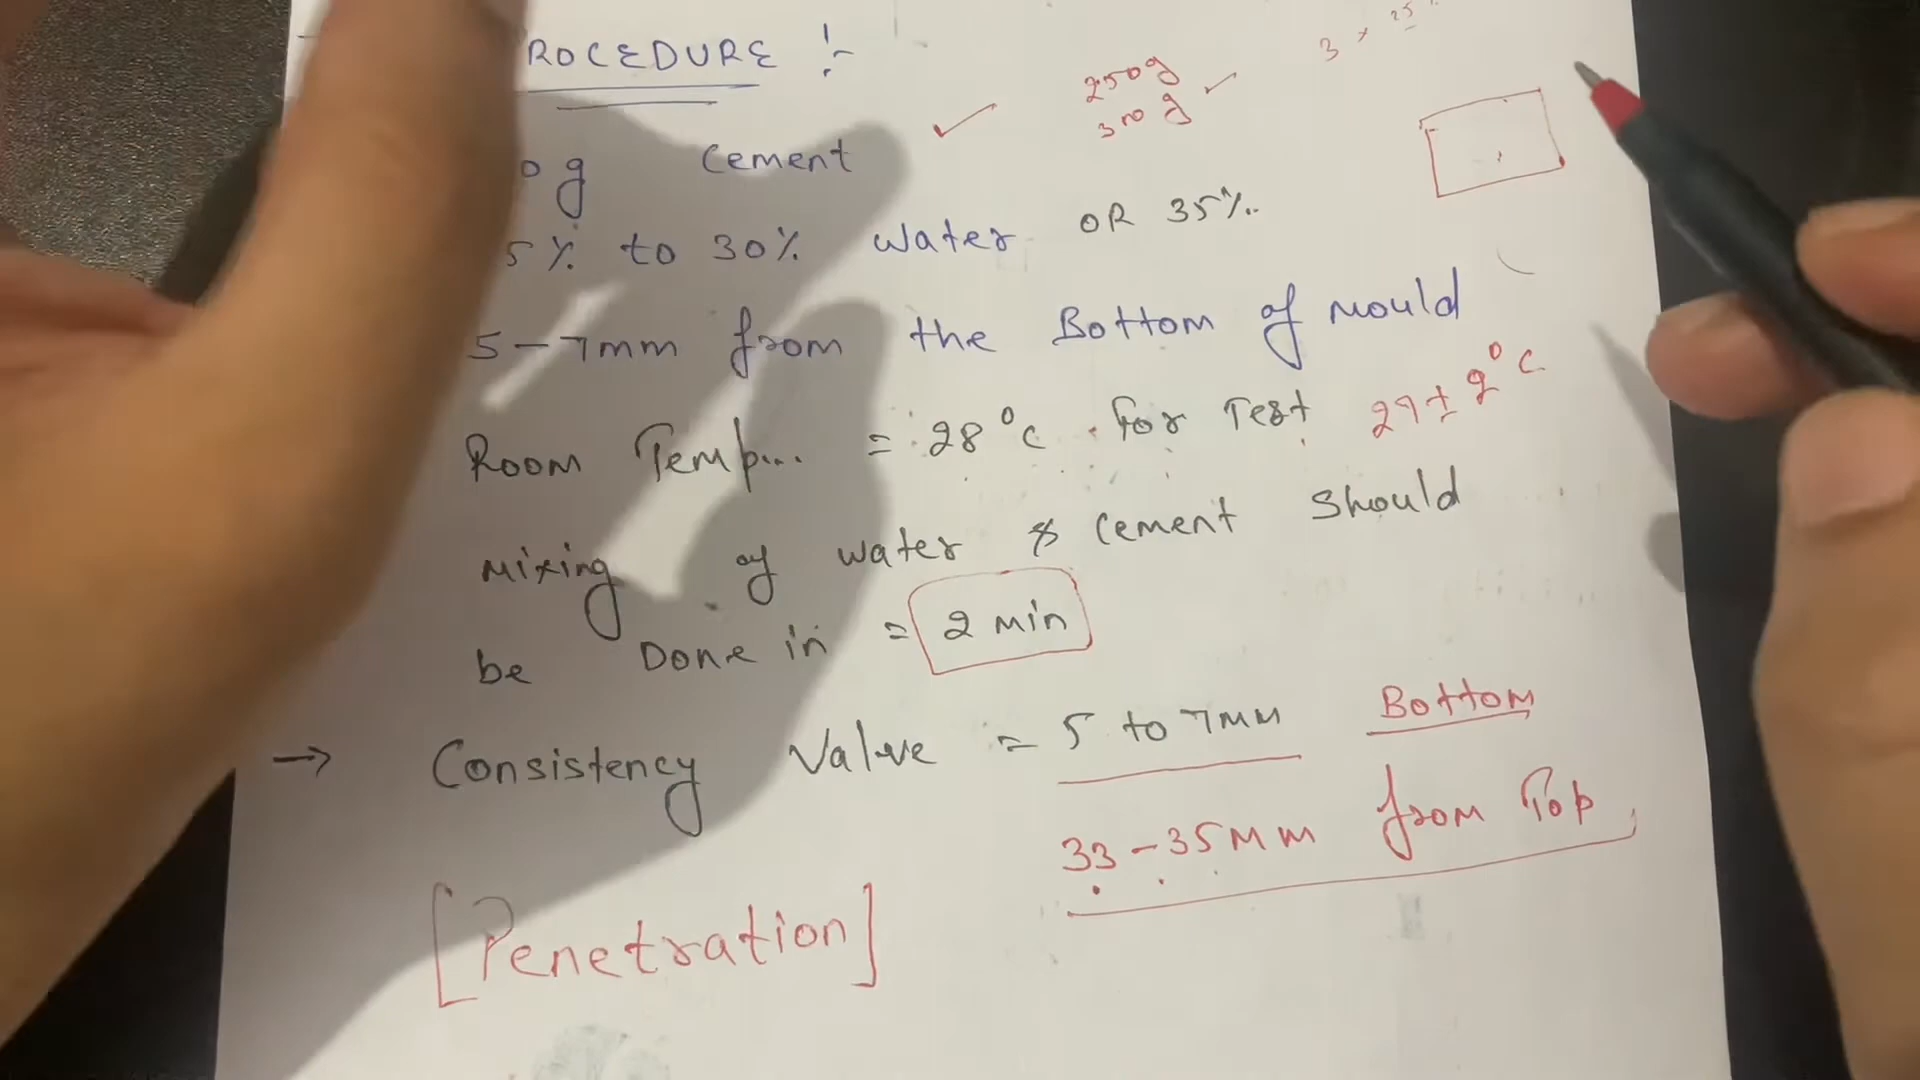 ROCEDURE :-
3 × 25
250g
300g
0g Cement
5% to 30% Water OR 35%.
5-7mm from the Bottom of Mould
Room Temp... = 28°c for Test 27±2°c
Mixing of water & Cement Should
be Done in = 2 Min
→ Consistency Value = 5 to 7MM Bottom
33-35MM from Top
[Penetration]